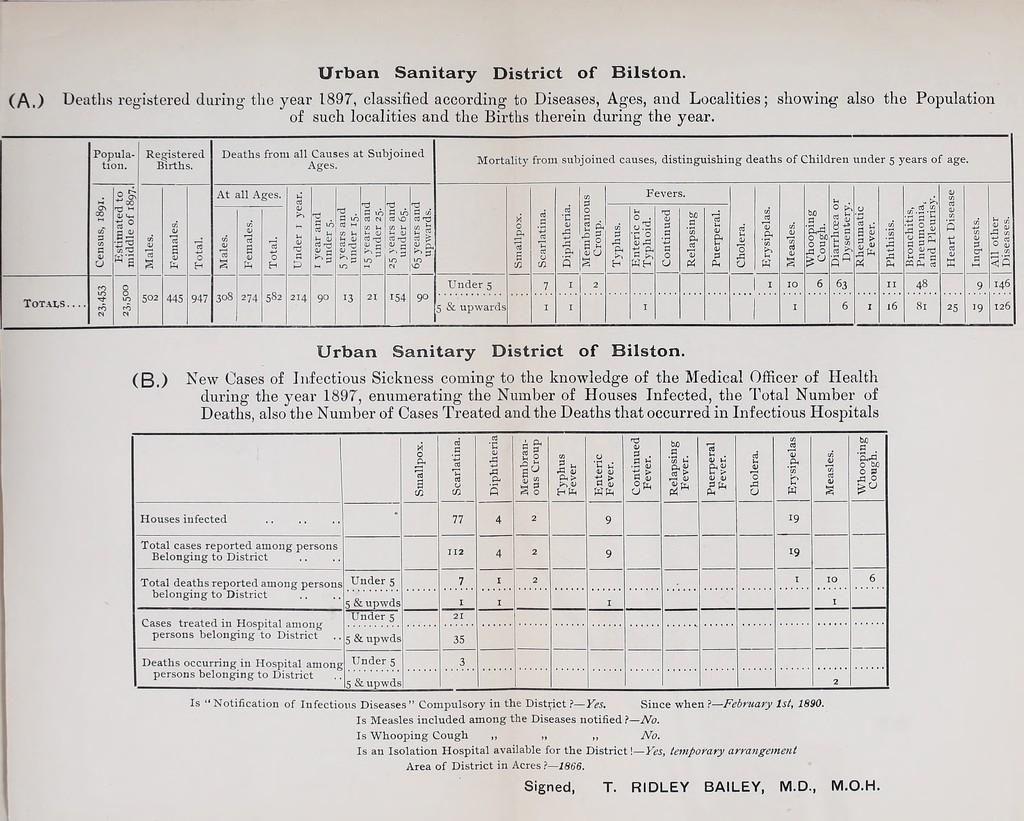 Urban Sanitary District of Bilston.
(A.) Deaths registered during the year 1897, classified according to Diseases, Ages, and Localities; showing also the Population
of such localities and the Births therein during the year.
Popula-
tion.
Registered
Births.
Deaths from all Causes at Subjoined
Ages.
Mortality from subjoined causes, distinguishing deaths of Children under 5 years of age.
At all Ages.
Fevers.
Census, 1891.
Estimated to
middle of 1897.
Males.
Females.
Total.
Males.
Females.
Total.
Under 1 year.
1 year and
under 5.
5 years and
under 15.
15 years and
under 25.
25 years and
under 65.
65 years and
upwards.
Smallpox.
Scarlatina.
Diphtheria.
Membranous
Croup.
Typhus.
Enteric or
Typhoid.
Continued
Relapsing
Puerperal.
Cholera.
Erysipelas.
Measles.
Whooping
Cough.
Diarrhœa or
Dysentery.
Rheumatic
Fever.
Phthisis.
Bronchitis,
Pneumonia,
and Pleurisy.
Heart Disease
Inquests.
All other
Diseases.
TOTALS.... 23,453 23,500 502 445 947 308 274 582 214 90 13 21 154 90
Under 5 7 1 2 1 10 6 63 11 48 9 146
5 & upwards 1 1 1 1 6 1 16 81 25 19 126
Urban Sanitary District of Bilston.
(B.) New Cases of Infectious Sickness coming to the knowledge of the Medical Officer of Health
during the year 1897, enumerating the Number of Houses Infected, the Total Number of
Deaths, also the Number of Cases Treated and the Deaths that occurred in Infectious Hospitals
Smallpox.
Scarlatina.
Diphtheria
Membran-
ous Croup
Typhus
Fever
Enteric
Fever.
Continued
Fever.
Relapsing
Fever.
Puerperal
Fever.
Cholera.
Erysipelas
Measles.
Whooping
Cough.
Houses infected .. .. .. 77 4 2 9 19
Total cases reported among persons
Belonging to District .. .. 112 4 2 9 19
Total deaths reported among persons Under 5 7 1 2 1 10 6
belonging to District .. .. 5 & upwds 1 1 1 1
Cases treated in Hospital among Under 5 21
persons belonging to District .. 5 & upwds 35
Deaths occurring in Hospital among Under 5 3
persons belonging to District .. 5 & upwds 2
Is "Notification of Infectious Diseases" Compulsory in the District?—Yes. Since when?—February 1st, 1890.
Is Measles included among the Diseases notified?—No.
Is Whooping Cough ,, ,, ,, No.
Is an Isolation Hospital available for the District!—Yes, temporary arrangement
Area of District in Acres?—1866.
Signed, T. RIDLEY BAILEY, M.D., M.O.H.